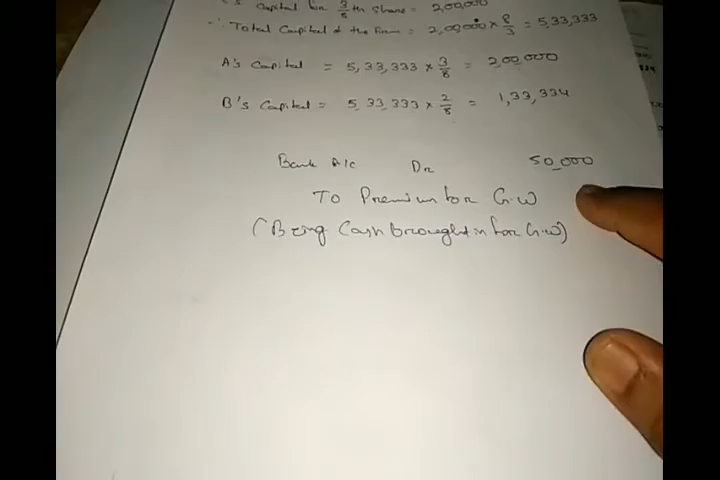 's Capital for 3/8 th share = 2,00,000
∴ Total Capital of the Firm = 2,00,000 × 8/3 = 5,33,333
A's Capital = 5,33,333 × 3/8 = 2,00,000
B's Capital = 5,33,333 × 2/8 = 1,33,334
Bank A/c Dr 50,000
To Premium for G.W
(Being Cash brought in for G.W)